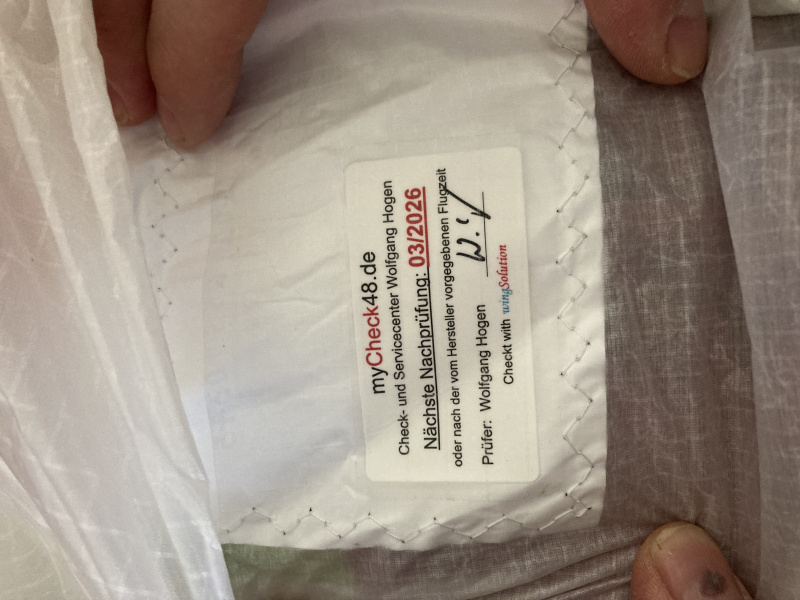 myCheck48.de
Check- und Servicecenter Wolfgang Hogen
Nächste Nachprüfung: 03/2026
oder nach der vom Hersteller vorgegebenen Flugzeit
Prüfer: Wolfgang Hogen
Checkt with wingSolution